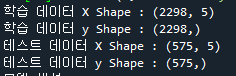 학습 데이터 X Shape : (2298, 5)
학습 데이터 y Shape : (2298,)
테스트 데이터 X Shape : (575, 5)
테스트 데이터 y Shape : (575,)